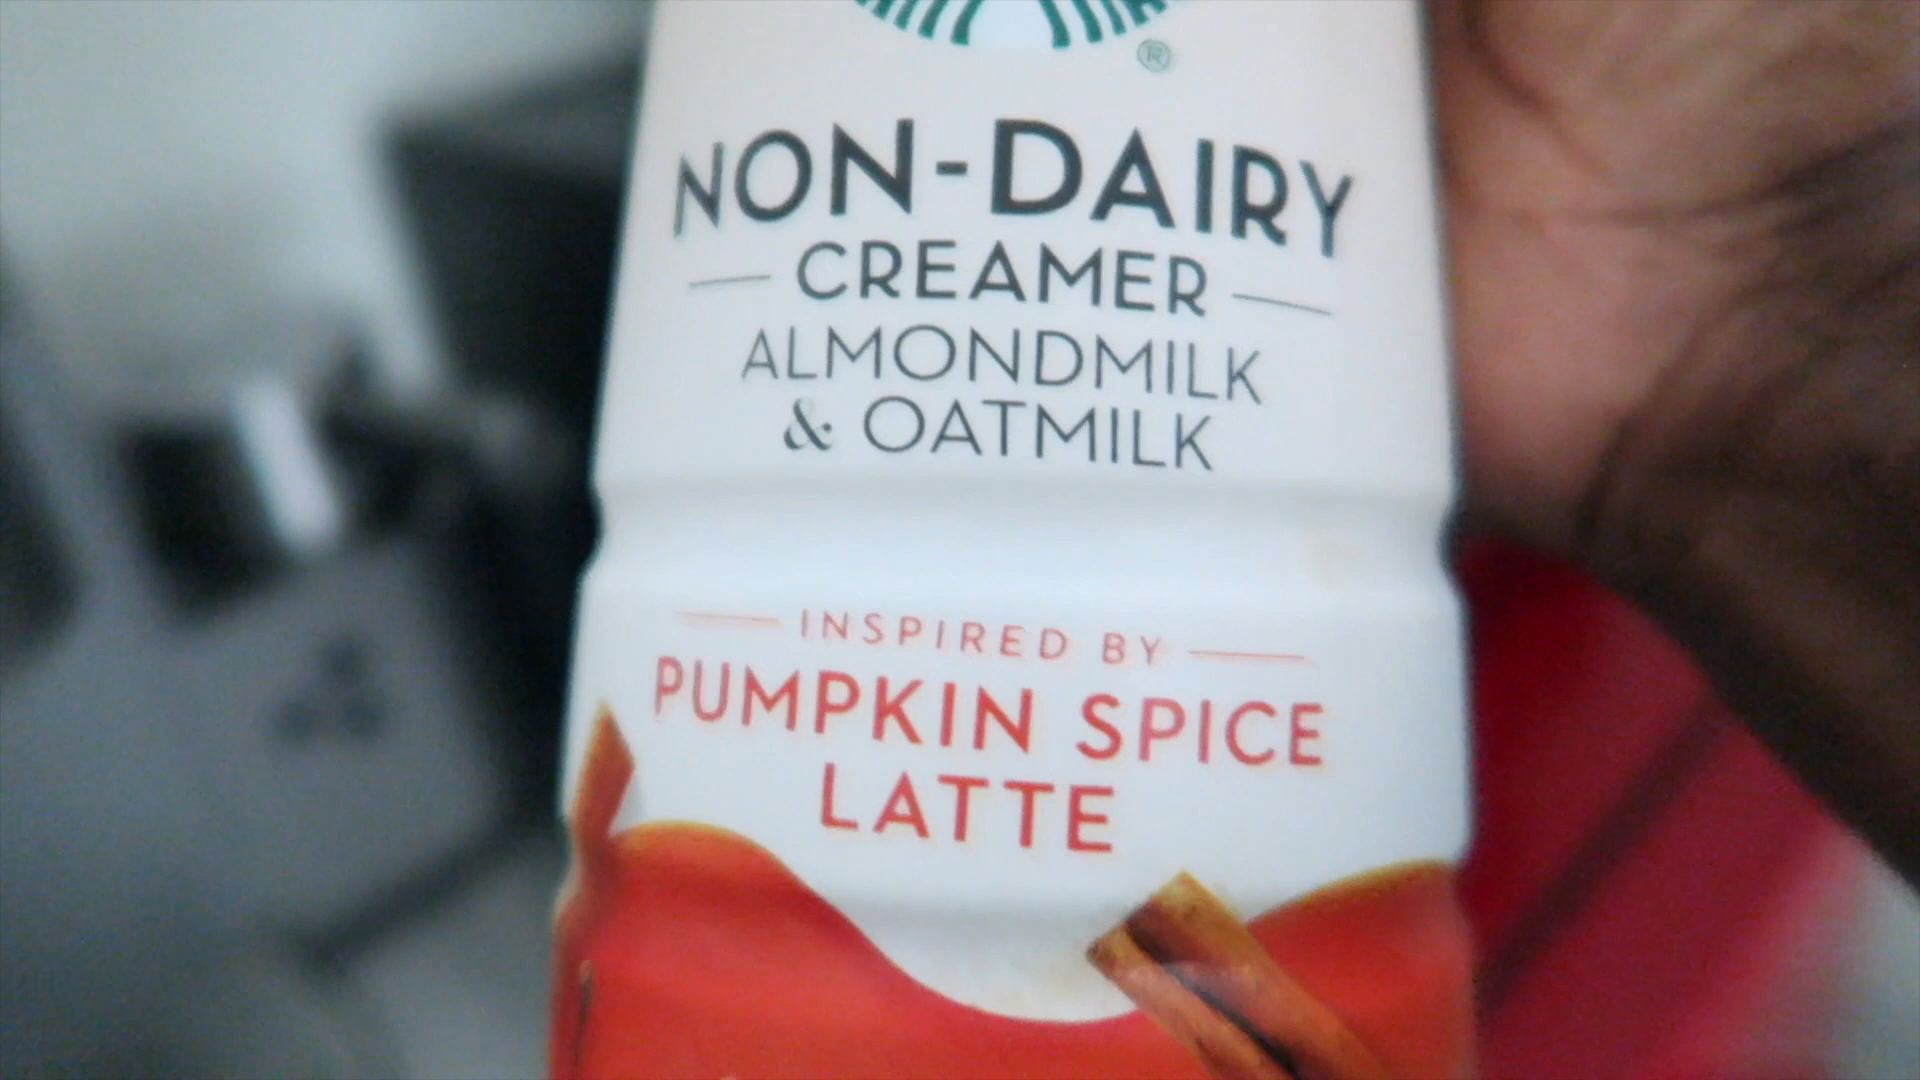 ®
NON-DAIRY
CREAMER
ALMONDMILK
& OATMILK
INSPIRED BY
PUMPKIN SPICE
LATTE